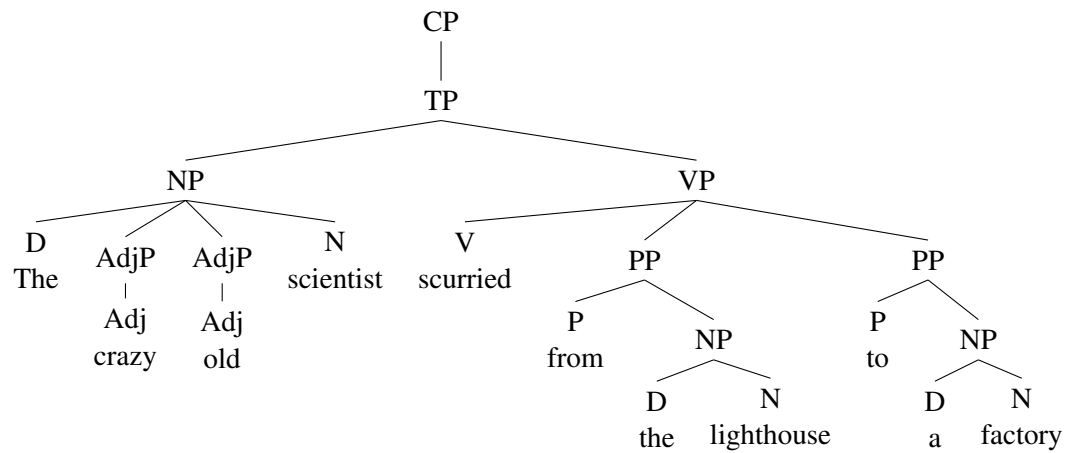 CP
TP
NP VP
D AdjP AdjP N V PP PP
The scientist scurried
Adj Adj P NP P NP
crazy old from to
D N D N
the lighthouse a factory